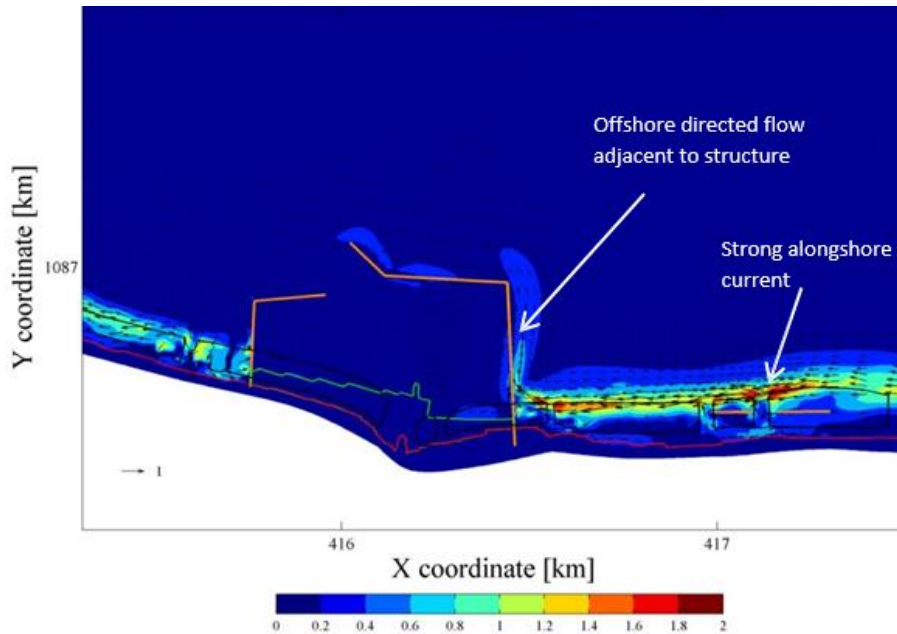 Offshore directed flow
adjacent to structure
Strong alongshore
current
Y coordinate [km]
1087
1
416
417
X coordinate [km]
0 0.2 0.4 0.6 0.8 1 1.2 1.4 1.6 1.8 2